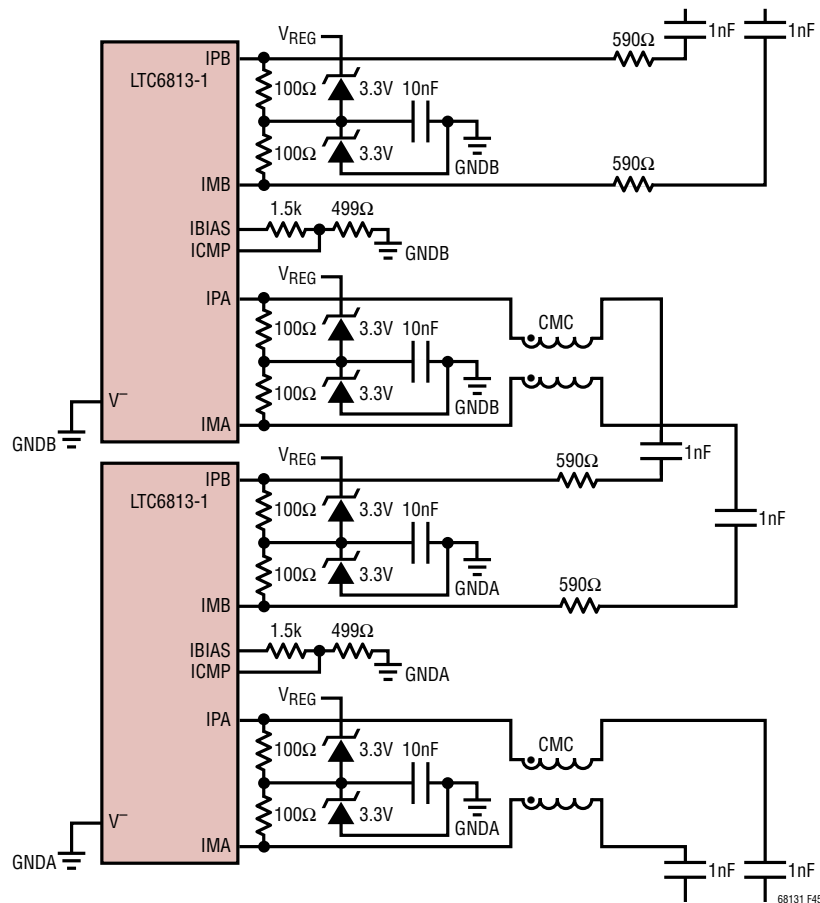 LTC6813-1
IPB
VREG
590Ω
1nF
1nF
100Ω
3.3V
10nF
100Ω
3.3V
GNDB
IMB
590Ω
IBIAS
1.5k
499Ω
ICMP
GNDB
IPA
VREG
CMC
100Ω
3.3V
10nF
100Ω
3.3V
GNDB
V−
GNDB
IMA
1nF
LTC6813-1
IPB
VREG
590Ω
100Ω
3.3V
10nF
1nF
100Ω
3.3V
GNDA
IMB
590Ω
IBIAS
1.5k
499Ω
ICMP
GNDA
IPA
VREG
CMC
100Ω
3.3V
10nF
100Ω
3.3V
GNDA
V−
GNDA
IMA
1nF
1nF
68131 F45